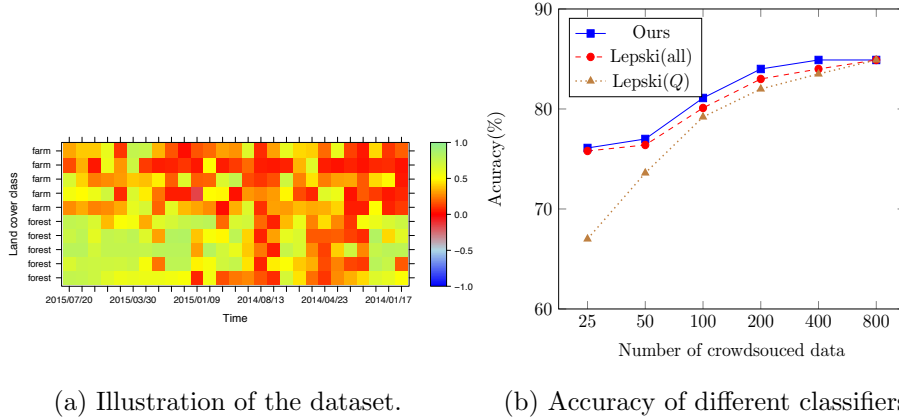 farm
farm
farm
farm
farm
forest
forest
forest
forest
forest
Land cover class
2015/07/20 2015/03/30 2015/01/09 2014/08/13 2014/04/23 2014/01/17
Time
1.0
0.5
0.0
−0.5
−1.0
(a) Illustration of the dataset.
90
80
70
60
Acuracy(%)
Ours
Lepski(all)
Lepski(Q)
25 50 100 200 400 800
Number of crowdsouced data
(b) Accuracy of different classifiers